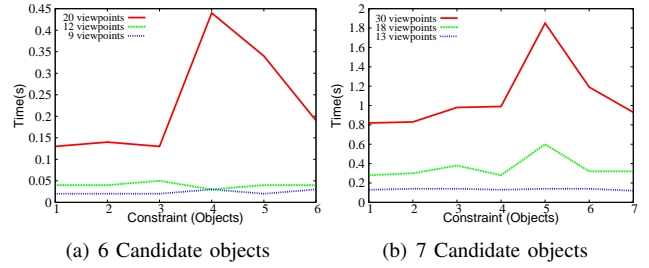 0.45
0.4
0.35
0.3
0.25
0.2
0.15
0.1
0.05
0
Time(s)
20 viewpoints
12 viewpoints
9 viewpoints
1 2 3 4 5 6
Constraint (Objects)
(a) 6 Candidate objects
2
1.8
1.6
1.4
1.2
1
0.8
0.6
0.4
0.2
0
Time(s)
30 viewpoints
18 viewpoints
13 viewpoints
1 2 3 4 5 6 7
Constraint (Objects)
(b) 7 Candidate objects